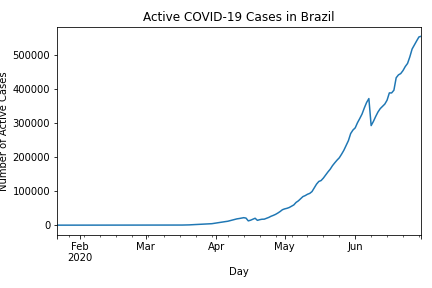 Active COVID-19 Cases in Brazil
Number of Active Cases
500000
400000
300000
200000
100000
0
Feb
2020
Mar
Apr
May
Jun
Day